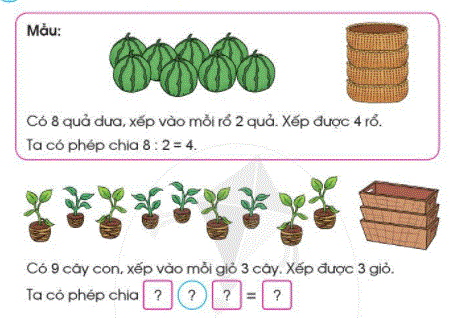 Mẫu:
Có 8 quả dưa, xếp vào mỗi rổ 2 quả. Xếp được 4 rổ.
Ta có phép chia 8 : 2 = 4.
Có 9 cây con, xếp vào mỗi giỏ 3 cây. Xếp được 3 giỏ.
Ta có phép chia ? ? ? = ?